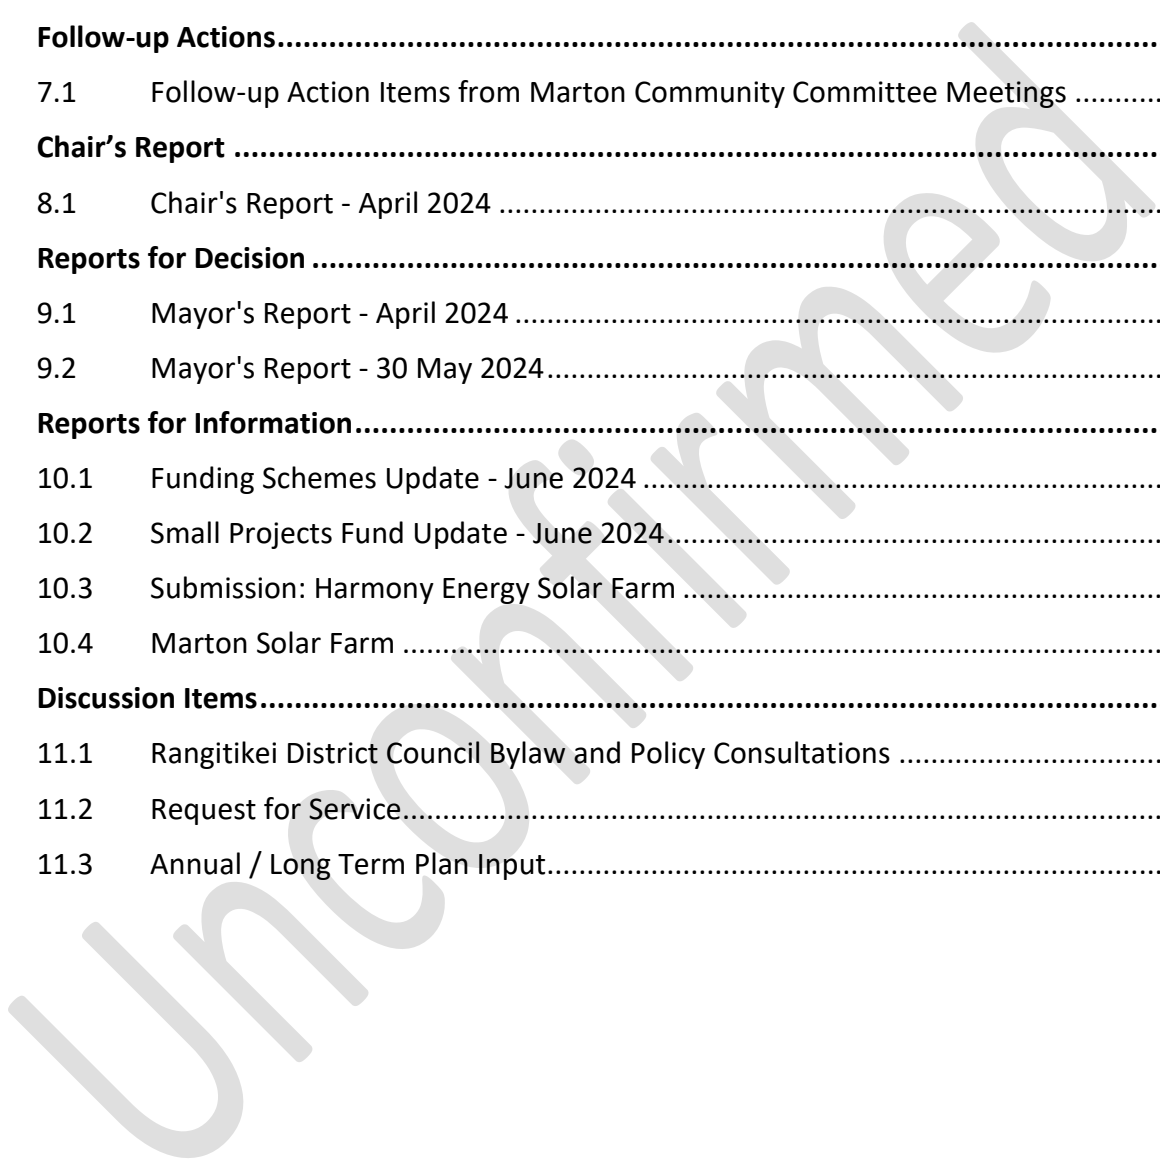 Follow-up Actions................................................................................................
7.1 Follow-up Action Items from Marton Community Committee Meetings ............
Chair’s Report ................................................................................................
8.1 Chair's Report - April 2024 ................................................................................
Reports for Decision ................................................................................................
9.1 Mayor's Report - April 2024 ................................................................................
9.2 Mayor's Report - 30 May 2024................................................................................
Reports for Information................................................................................................
10.1 Funding Schemes Update - June 2024 ................................................................
10.2 Small Projects Fund Update - June 2024................................................................
10.3 Submission: Harmony Energy Solar Farm ................................................................
10.4 Marton Solar Farm ................................................................................
Discussion Items................................................................................................
11.1 Rangitikei District Council Bylaw and Policy Consultations ................................
11.2 Request for Service................................................................................
11.3 Annual / Long Term Plan Input................................................................
Unconfirmed